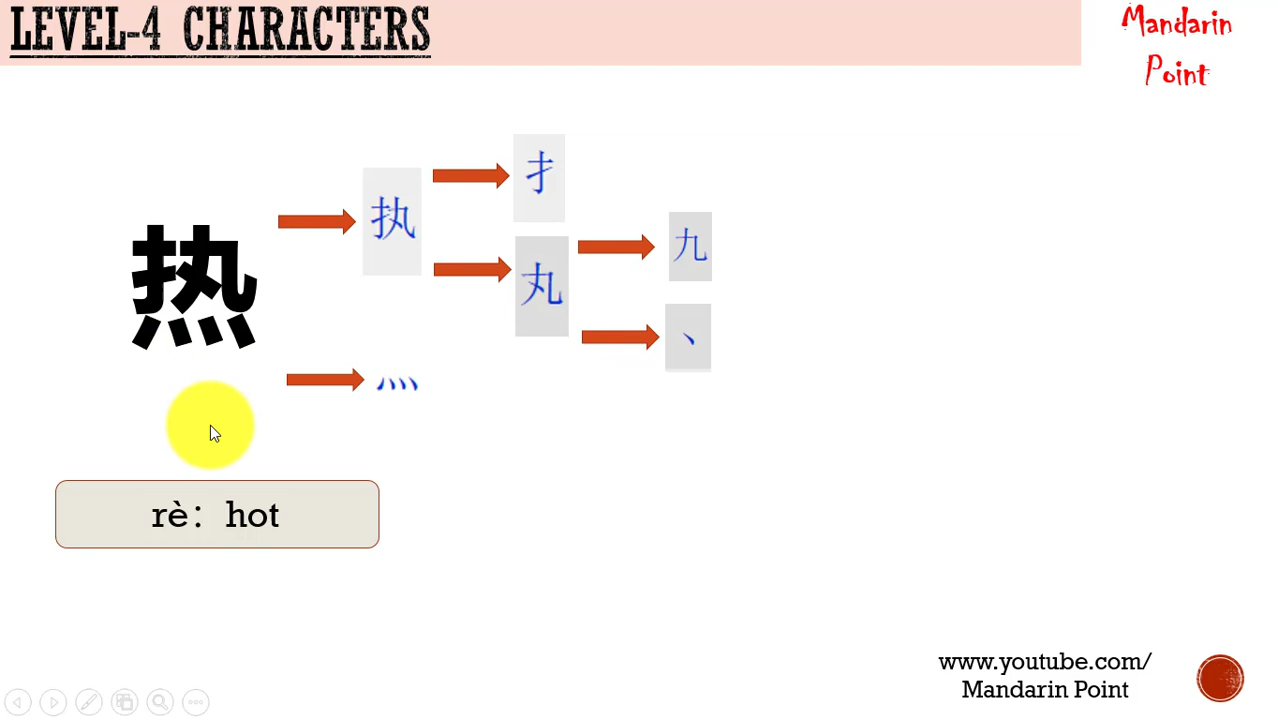 LEVEL-4 CHARACTERS
Mandarin
Point
热
执
扌
丸
九
丶
灬
rè: hot
www.youtube.com/
Mandarin Point